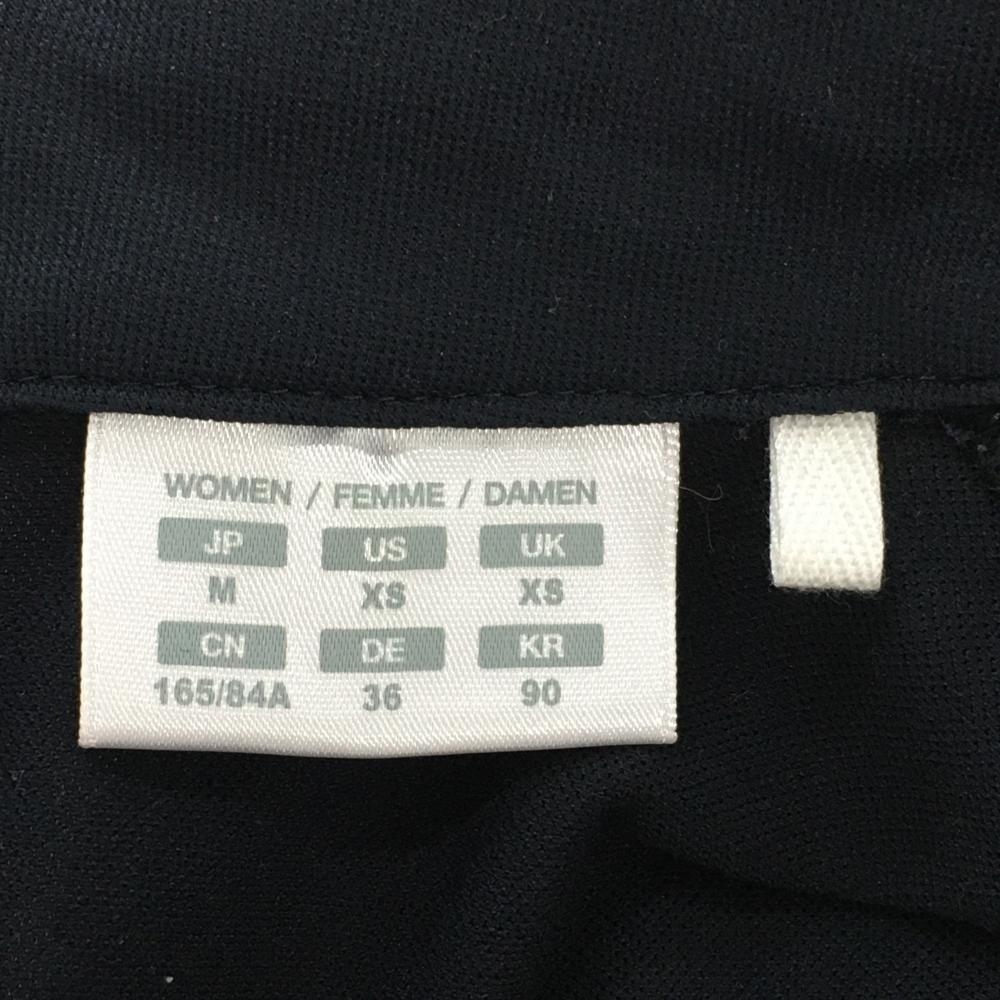 WOMEN / FEMME / DAMEN
JP US UK
M XS XS
CN DE KR
165/84A 36 90